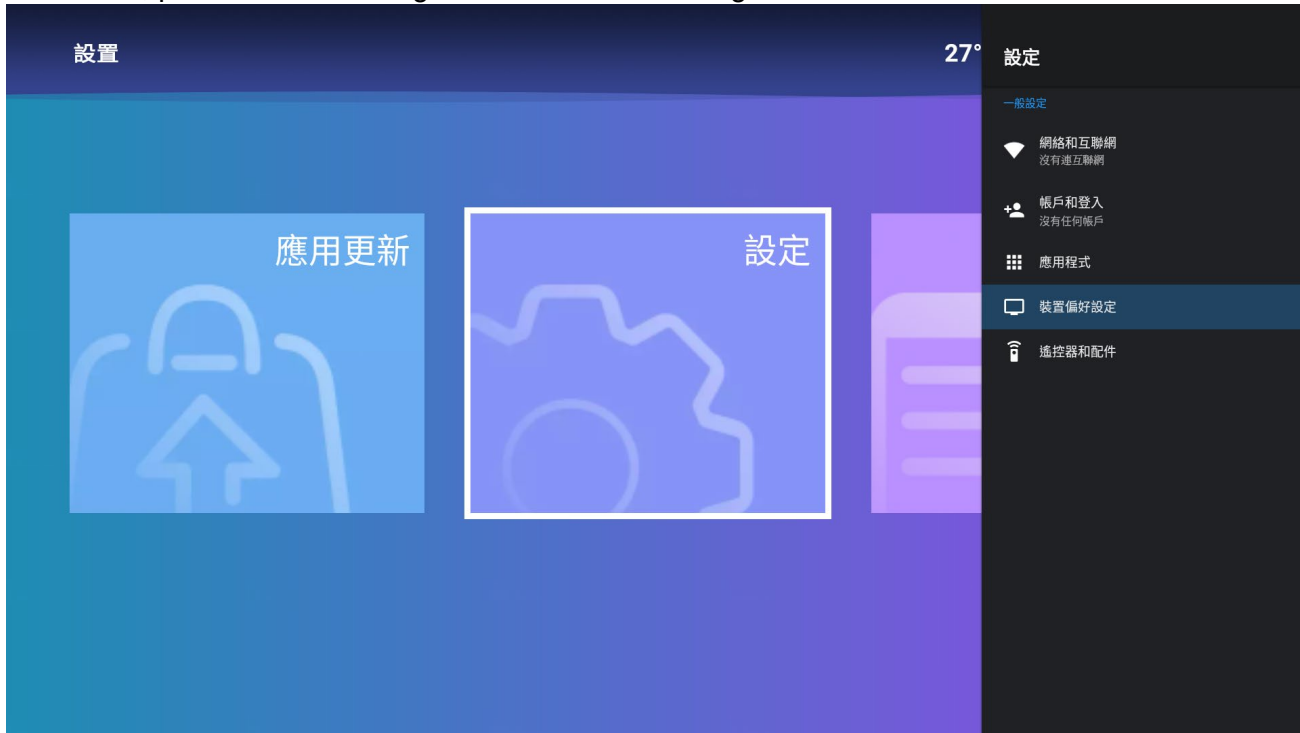 設置
27°
應用更新
設定
設定
一般設定
網絡和互聯網
沒有連互聯網
帳戶和登入
沒有任何帳戶
應用程式
裝置偏好設定
遙控器和配件